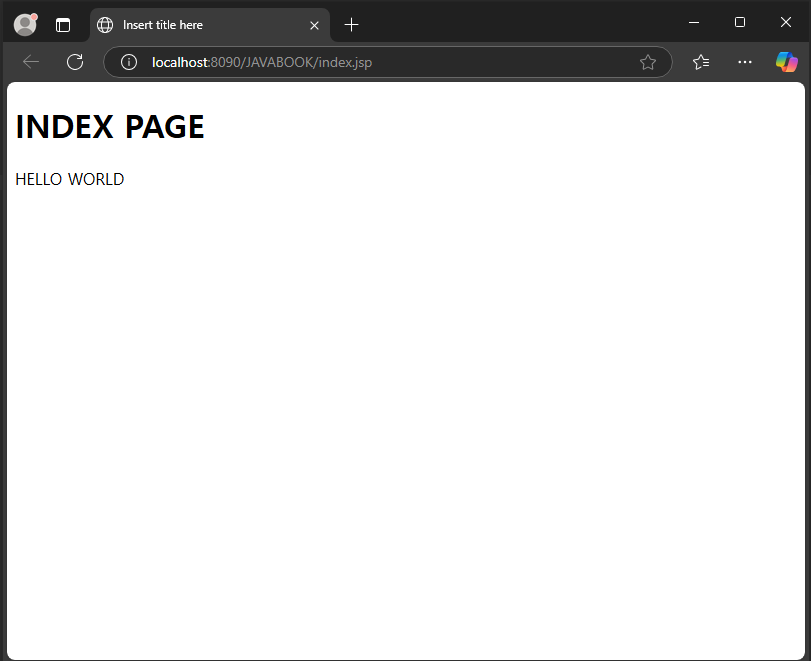 Insert title here
localhost:8090/JAVABOOK/index.jsp
INDEX PAGE
HELLO WORLD